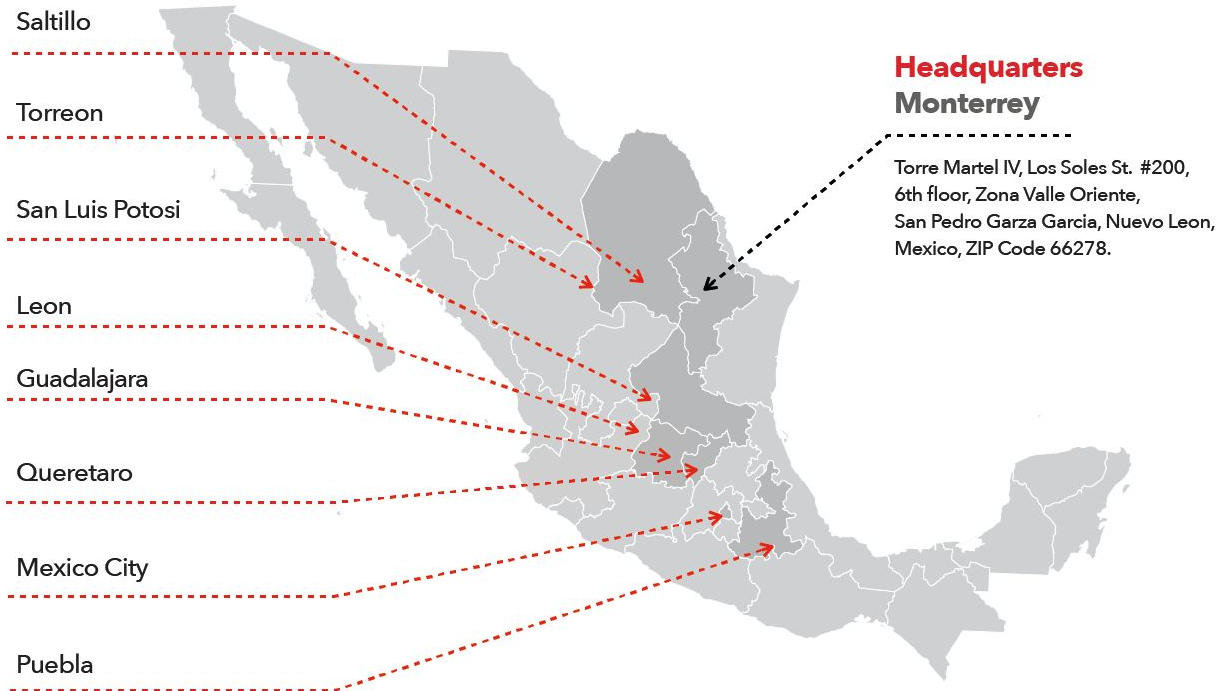 Saltillo
Torreon
San Luis Potosi
Leon
Guadalajara
Queretaro
Mexico City
Puebla
Headquarters
Monterrey
Torre Martel IV, Los Soles St. #200,
6th floor, Zona Valle Oriente,
San Pedro Garza Garcia, Nuevo Leon,
Mexico, ZIP Code 66278.